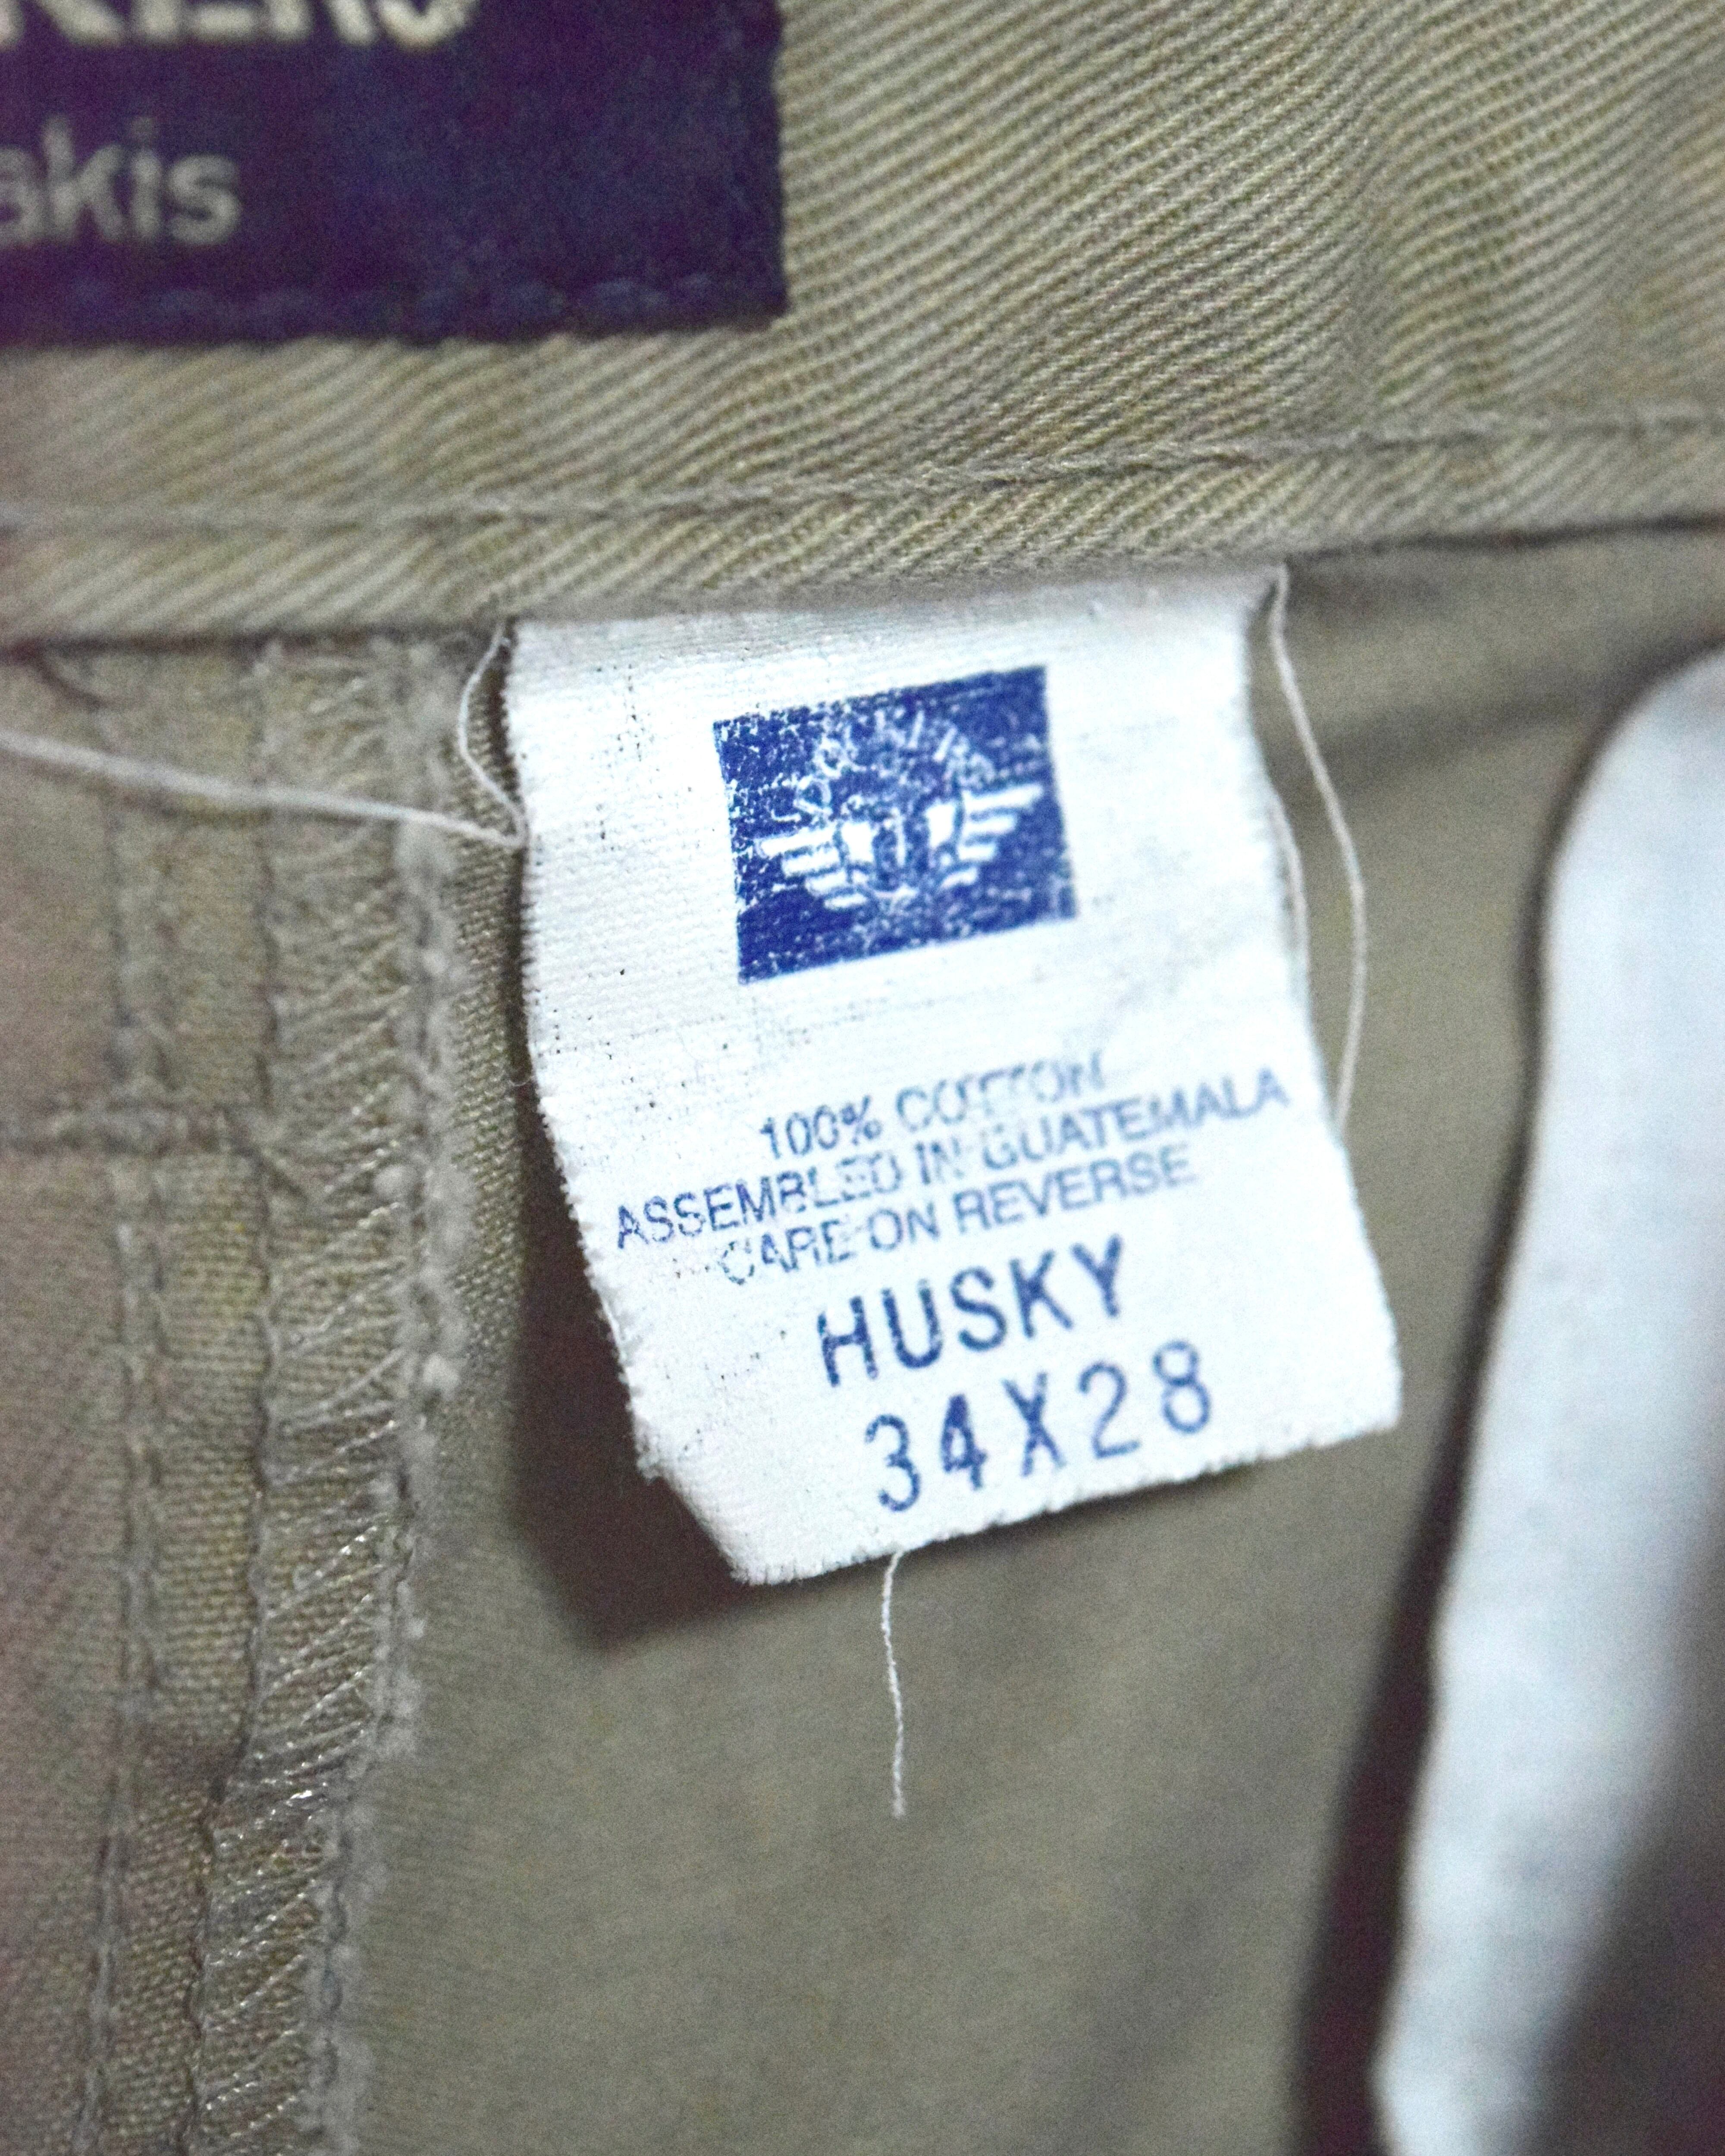 akis
100% COTTON
ASSEMBLED IN GUATEMALA
CARE ON REVERSE
HUSKY
34X28